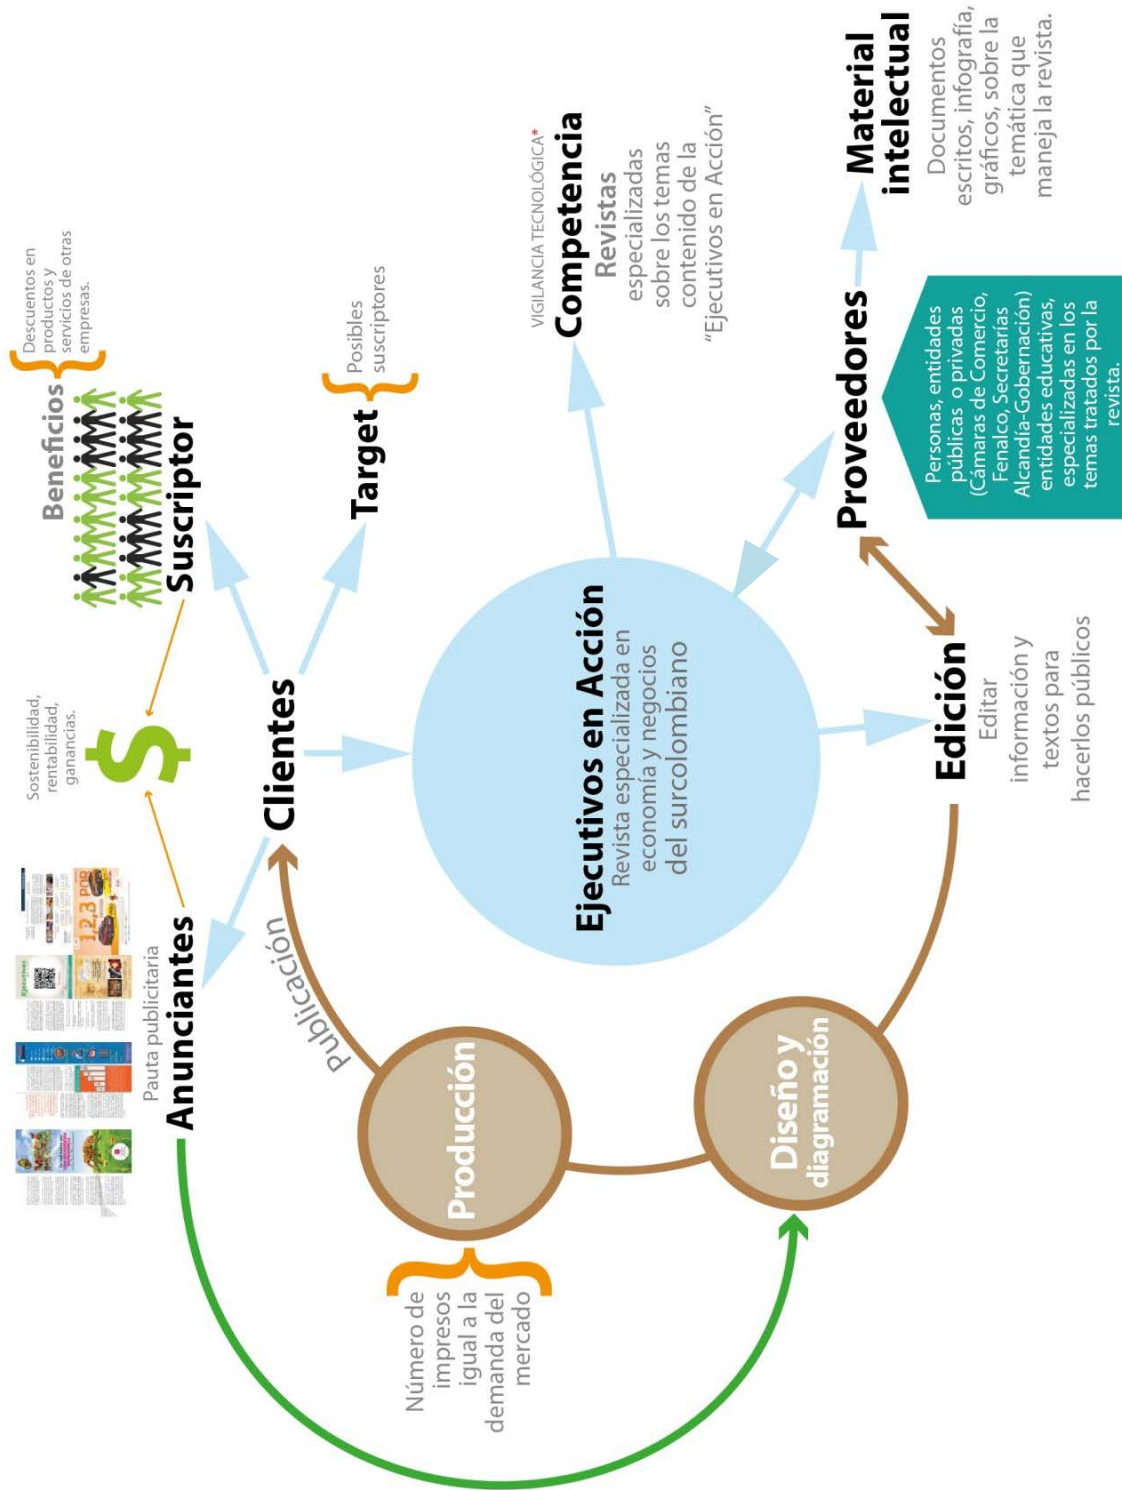 Sostenibilidad,
rentabilidad,
ganancias.
$
Beneficios
Descuentos en
productos y
servicios de otras
empresas.
Suscriptor
Pauta publicitaria
Anunciantes
1,2,3 POR
Ejecutivos
Clientes
Target
Posibles
suscriptores
Publicación
Número de
impresos
igual a la
demanda del
mercado
Producción
Ejecutivos en Acción
Revista especializada en
economía y negocios
del surcolombiano
VIGILANCIA TECNOLÓGICA*
Competencia
Revistas
especializadas
sobre los temas
contenido de la
“Ejecutivos en Acción”
Diseño y
diagramación
Edición
Editar
información y
textos para
hacerlos públicos
Proveedores
Personas, entidades
públicas o privadas
(Cámaras de Comercio,
Fenalco, Secretarías
Alcandía-Gobernación)
entidades educativas,
especializadas en los
temas tratados por la
revista.
Material
intelectual
Documentos
escritos, infografía,
gráficos, sobre la
temática que
maneja la revista.